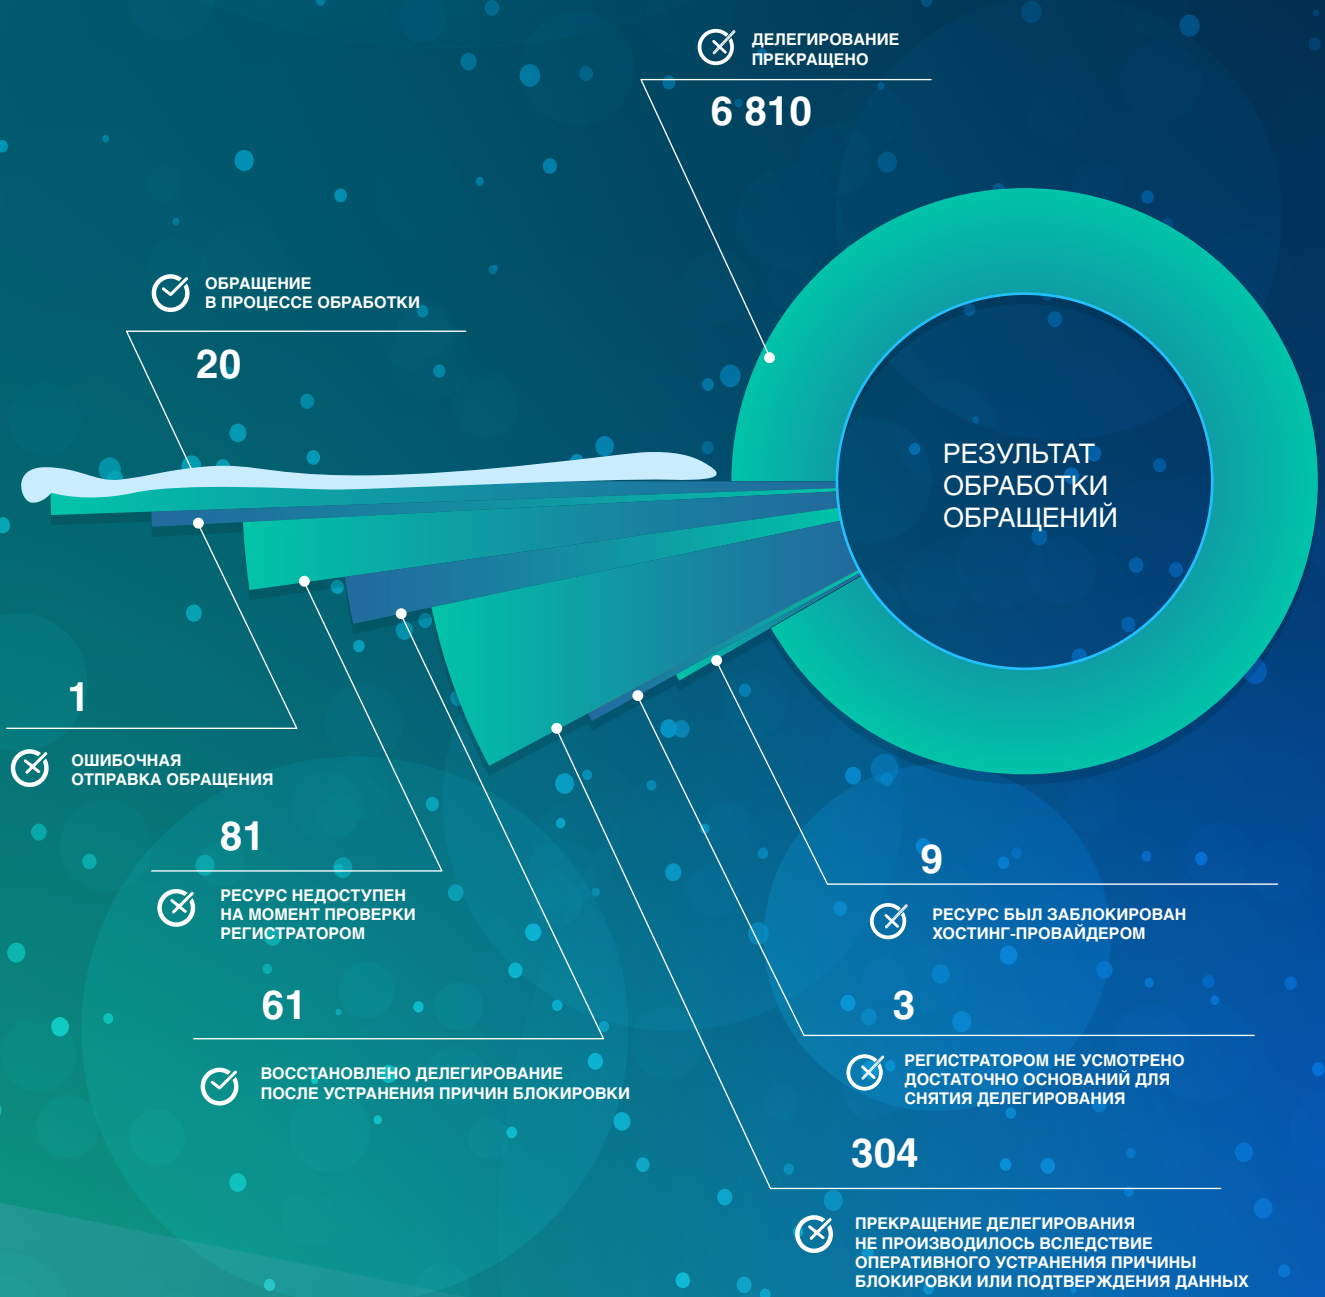 ДЕЛЕГИРОВАНИЕ
ПРЕКРАЩЕНО
6 810
ОБРАЩЕНИЕ
В ПРОЦЕССЕ ОБРАБОТКИ
20
РЕЗУЛЬТАТ
ОБРАБОТКИ
ОБРАЩЕНИЙ
1
ОШИБОЧНАЯ
ОТПРАВКА ОБРАЩЕНИЯ
81
РЕСУРС НЕДОСТУПЕН
НА МОМЕНТ ПРОВЕРКИ
РЕГИСТРАТОРОМ
61
ВОССТАНОВЛЕНО ДЕЛЕГИРОВАНИЕ
ПОСЛЕ УСТРАНЕНИЯ ПРИЧИН БЛОКИРОВКИ
9
РЕСУРС БЫЛ ЗАБЛОКИРОВАН
ХОСТИНГ-ПРОВАЙДЕРОМ
3
РЕГИСТРАТОРОМ НЕ УСМОТРЕНО
ДОСТАТОЧНО ОСНОВАНИЙ ДЛЯ
СНЯТИЯ ДЕЛЕГИРОВАНИЯ
304
ПРЕКРАЩЕНИЕ ДЕЛЕГИРОВАНИЯ
НЕ ПРОИЗВОДИЛОСЬ ВСЛЕДСТВИЕ
ОПЕРАТИВНОГО УСТРАНЕНИЯ ПРИЧИНЫ
БЛОКИРОВКИ ИЛИ ПОДТВЕРЖДЕНИЯ ДАННЫХ